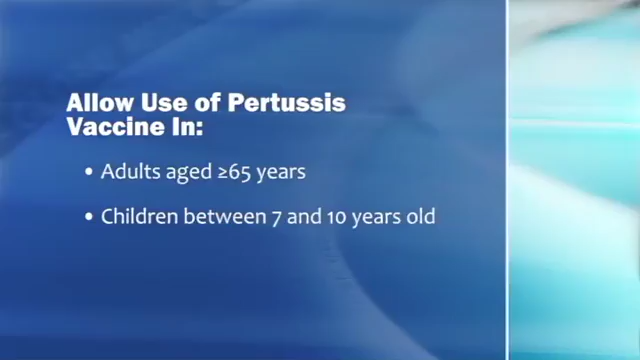 Allow Use of Pertussis
Vaccine In:
• Adults aged ≥65 years
• Children between 7 and 10 years old